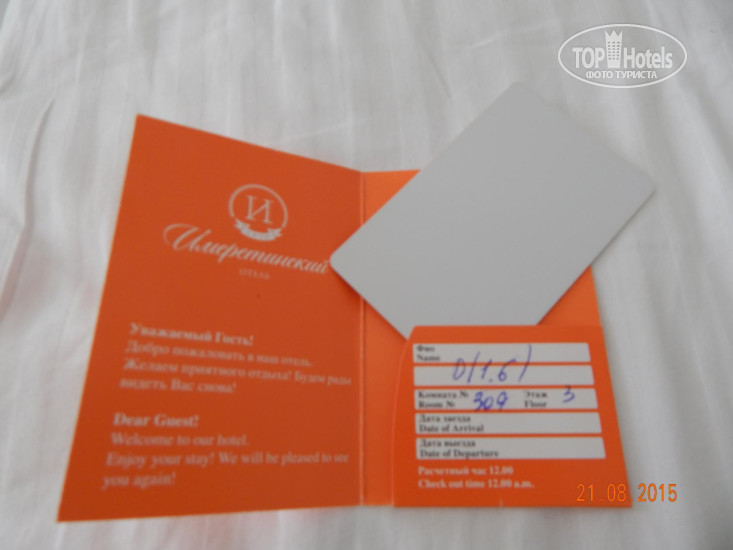 TOP Hotels
ФОТО ТУРИСТА
И
Имеретинский
ОТЕЛЬ
Уважаемый Гость!
Добро пожаловать в наш отель.
Желаем приятного отдыха! Будем рады
видеть Вас снова!
Dear Guest!
Welcome to our hotel.
Enjoy your stay! We will be pleased to see
you again!
Фио
Name
Комната № 309 Этаж 3
Room № Floor
Дата заезда
Date of Arrival
Дата выезда
Date of Departure
Расчетный час 12.00
Check out time 12.00 a.m.
21.08.2015